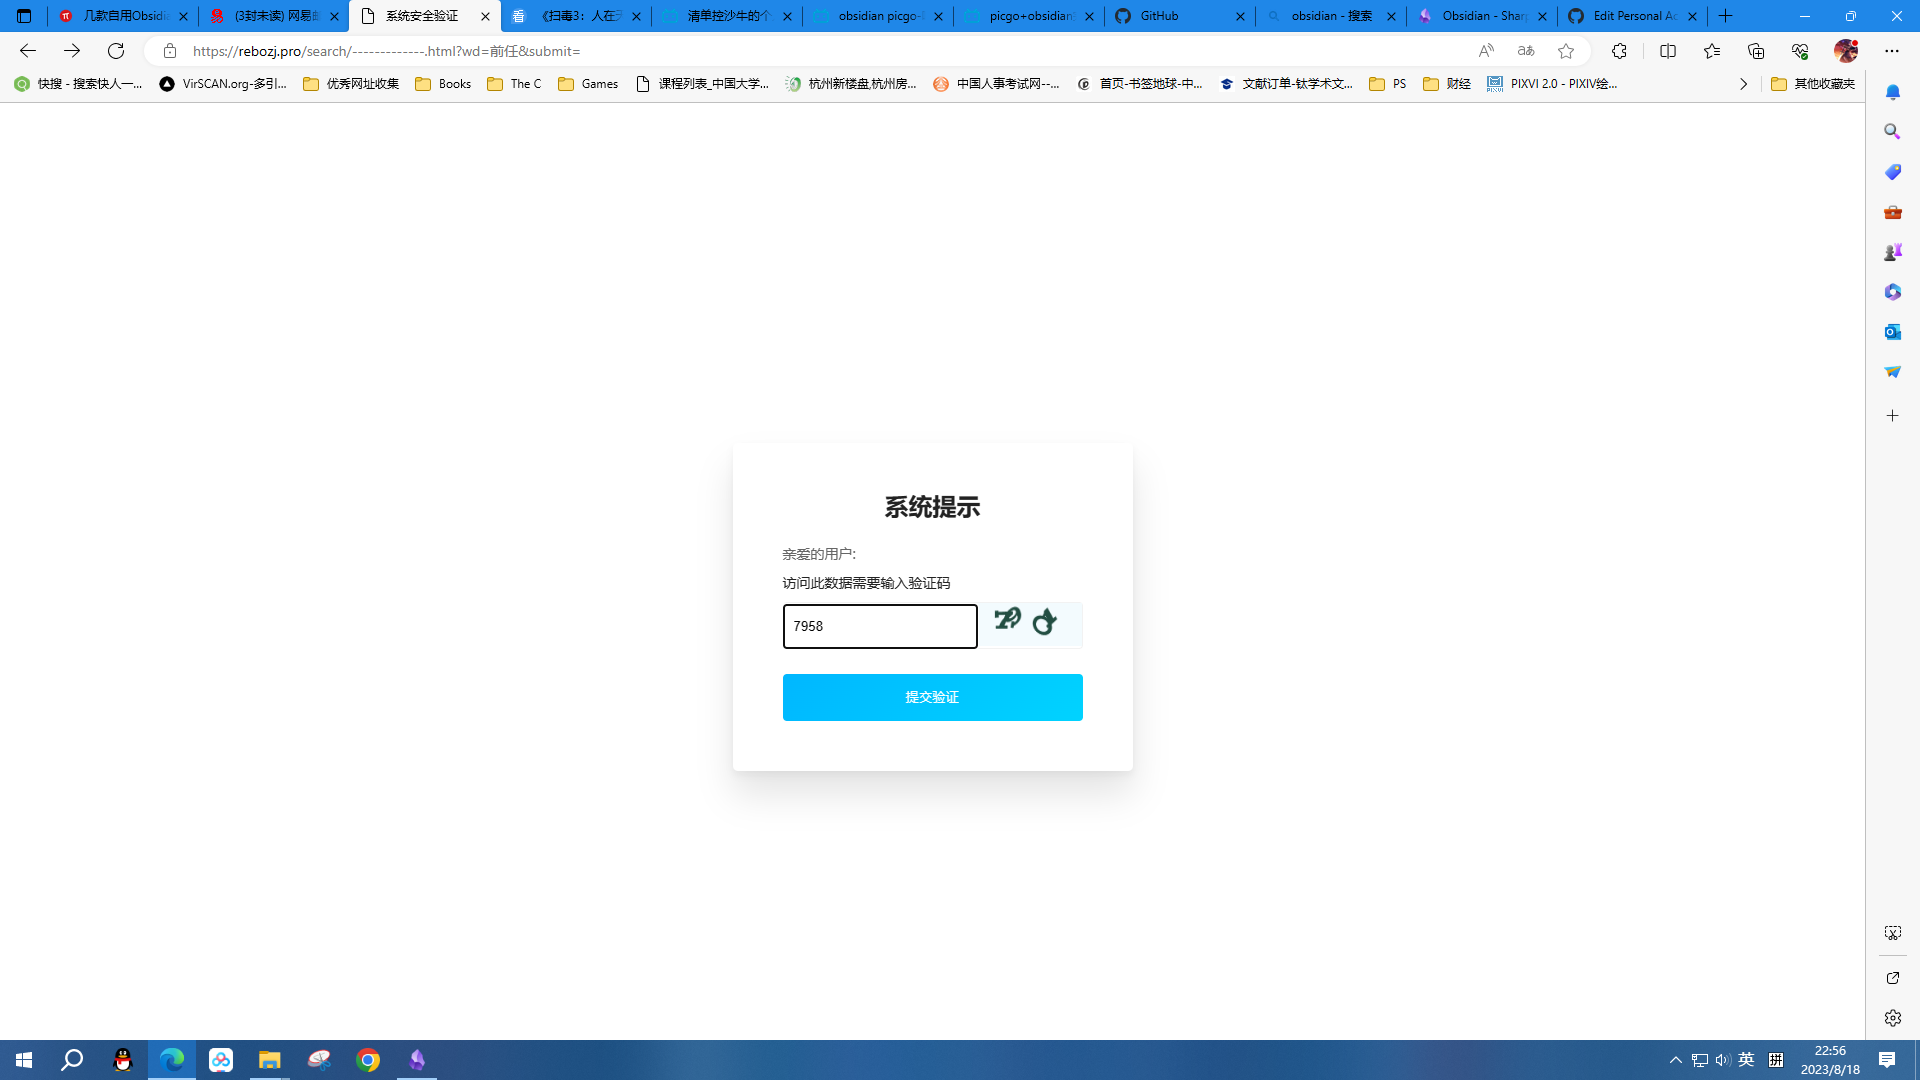 几款自用Obsidia
(3封未读) 网易邮
系统安全验证
《扫毒3：人在天
清单控沙牛的个
obsidian picgo-
picgo+obsidian
GitHub
obsidian - 搜索
Obsidian - Shar
Edit Personal Ac
https://rebozj.pro/search/-------------.html?wd=前任&submit=
快搜 - 搜索快人一...
VirSCAN.org-多引...
优秀网址收集
Books
The C
Games
课程列表_中国大学...
杭州新楼盘,杭州房...
中国人事考试网--...
首页-书签地球-中...
文献订单-钛学术文...
PS
财经
PIXVI 2.0 - PIXIV绘...
其他收藏夹
系统提示
亲爱的用户:
访问此数据需要输入验证码
7958
提交验证
英
拼
22:56
2023/8/18